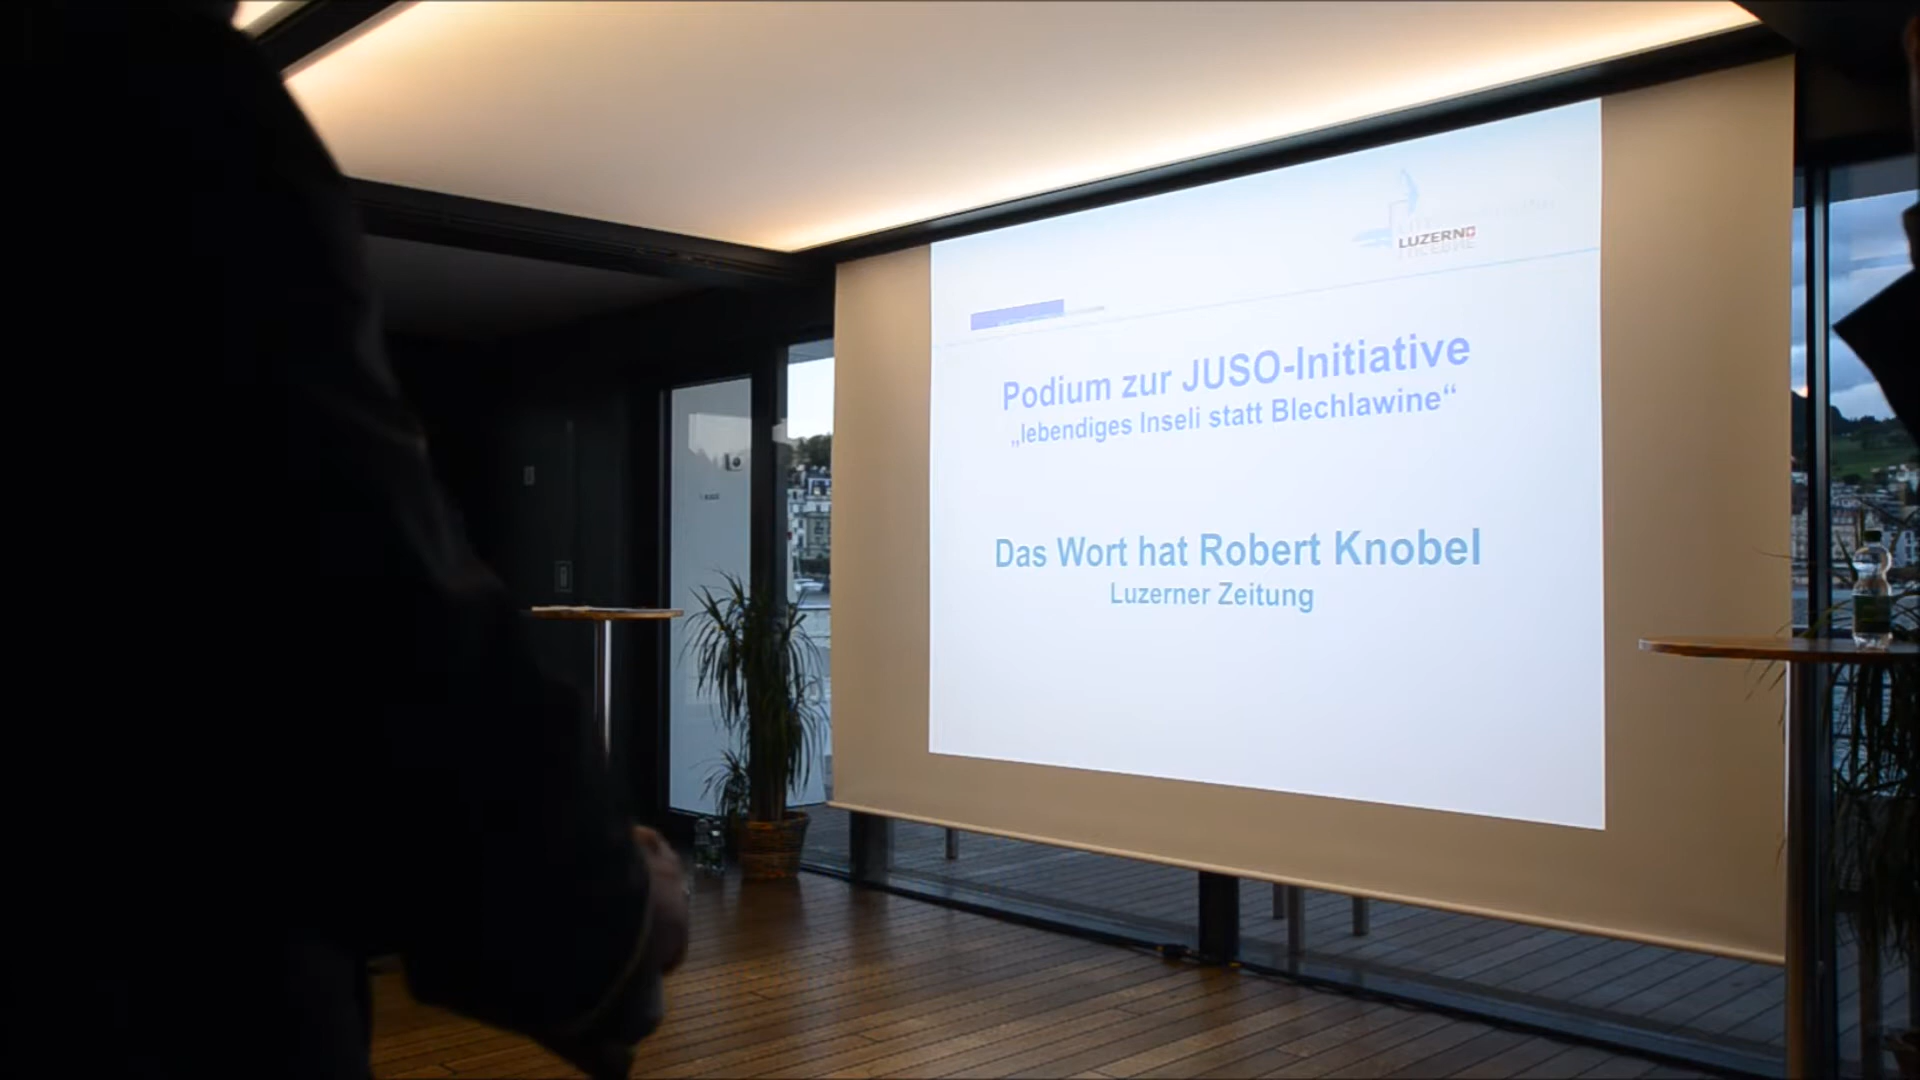 LUZERN
Podium zur JUSO-Initiative
„lebendiges Inseli statt Blechlawine“
Das Wort hat Robert Knobel
Luzerner Zeitung